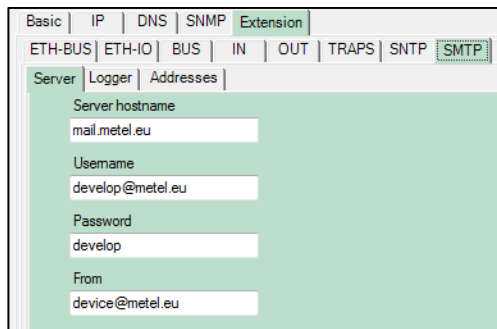 Basic IP DNS SNMP Extension
ETH-BUS ETH-IO BUS IN OUT TRAPS SNTP SMTP
Server Logger Addresses
Server hostname
mail.metel.eu
Username
develop@metel.eu
Password
develop
From
device@metel.eu